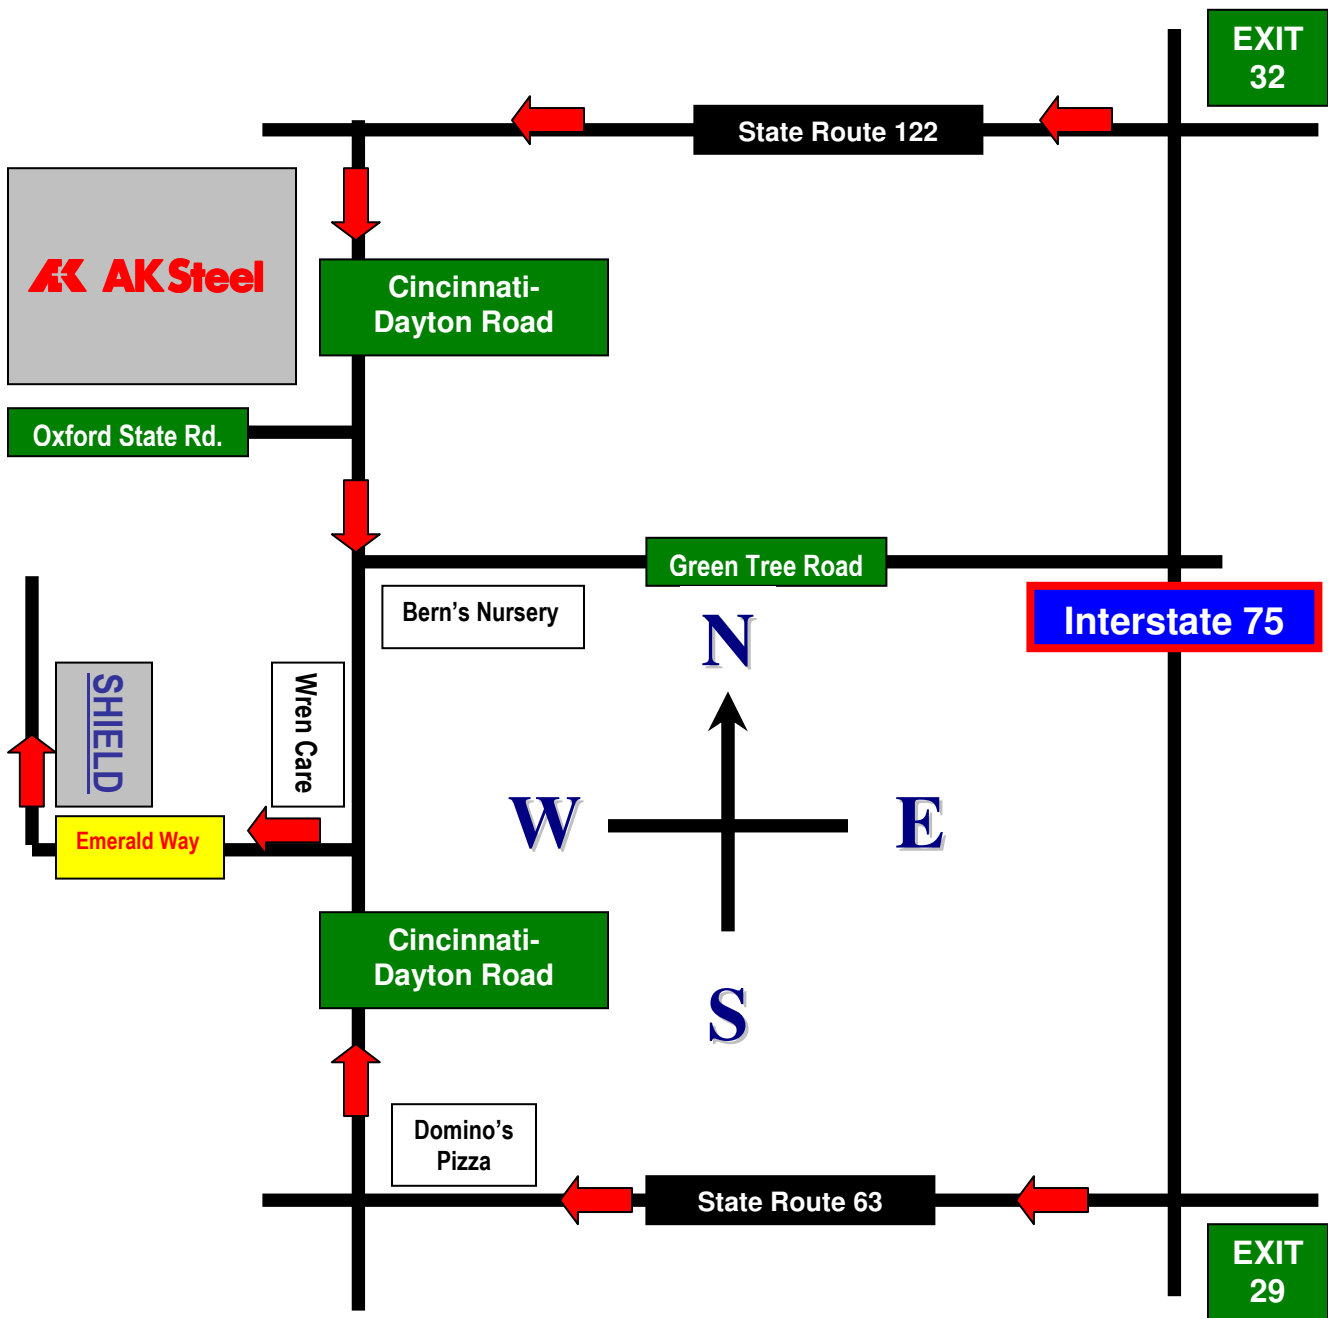 EXIT
32
State Route 122
AK AK Steel
Cincinnati-
Dayton Road
Oxford State Rd.
Green Tree Road
Bern's Nursery
Interstate 75
N
SHIELD
Wren Care
W
E
Emerald Way
Cincinnati-
Dayton Road
S
Domino's
Pizza
State Route 63
EXIT
29